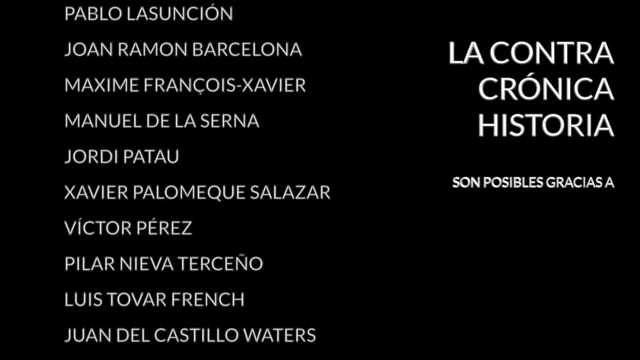 PABLO LASUNCIÓN
JOAN RAMON BARCELONA
MAXIME FRANÇOIS-XAVIER
MANUEL DE LA SERNA
JORDI PATAU
XAVIER PALOMEQUE SALAZAR
VÍCTOR PÉREZ
PILAR NIEVA TERCEÑO
LUIS TOVAR FRENCH
JUAN DEL CASTILLO WATERS
LA CONTRA
CRÓNICA
HISTORIA
SON POSIBLES GRACIAS A